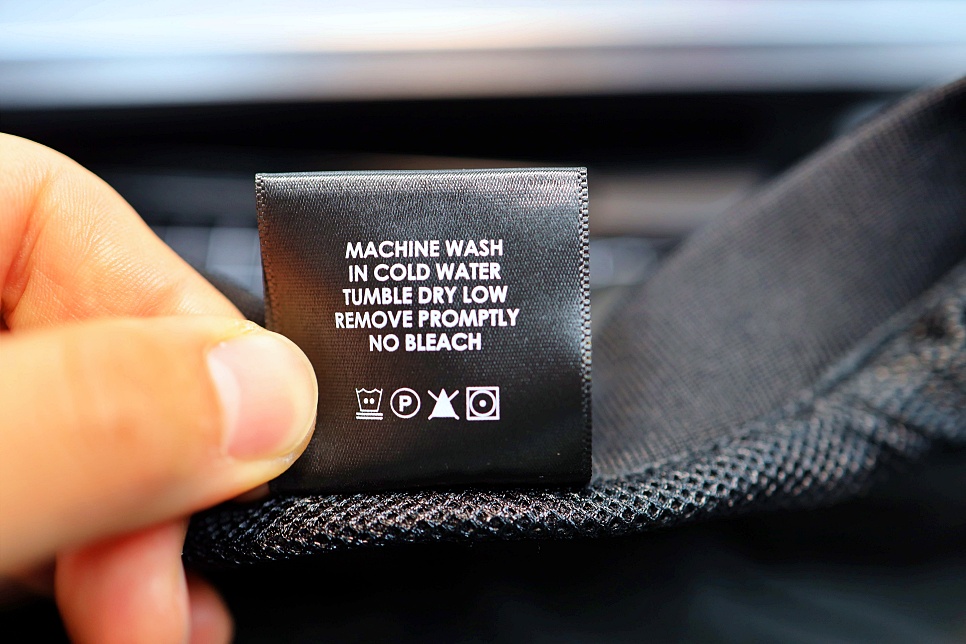 MACHINE WASH
IN COLD WATER
TUMBLE DRY LOW
REMOVE PROMPTLY
NO BLEACH
P